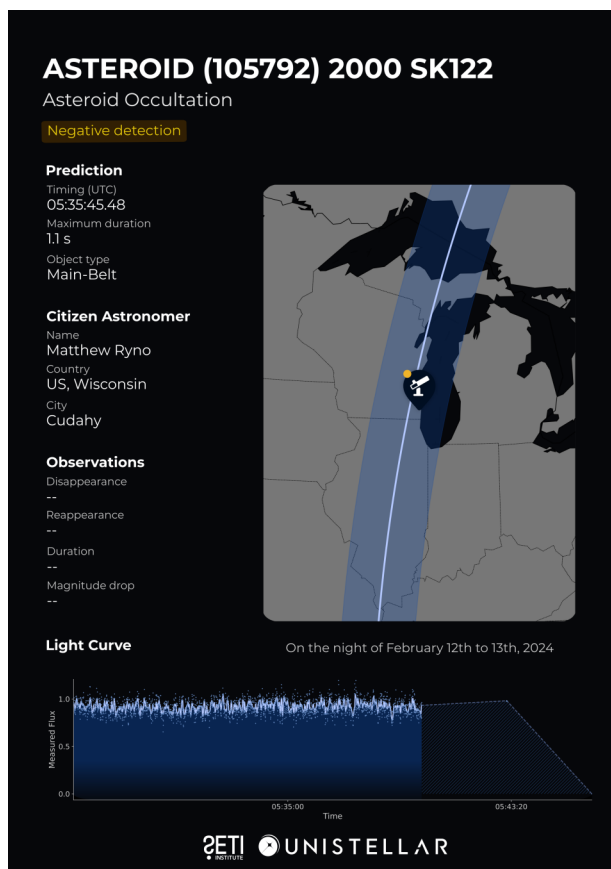 ASTEROID (105792) 2000 SK122
Asteroid Occultation
Negative detection
Prediction
Timing (UTC)
05:35:45.48
Maximum duration
1.1 s
Object type
Main-Belt
Citizen Astronomer
Name
Matthew Ryno
Country
US, Wisconsin
City
Cudahy
Observations
Disappearance
--
Reappearance
--
Duration
--
Magnitude drop
--
Light Curve
On the night of February 12th to 13th, 2024
Measured Flux
1.0
0.5
0.0
05:35:00
05:43:20
Time
SETI
INSTITUTE
UNISTELLAR